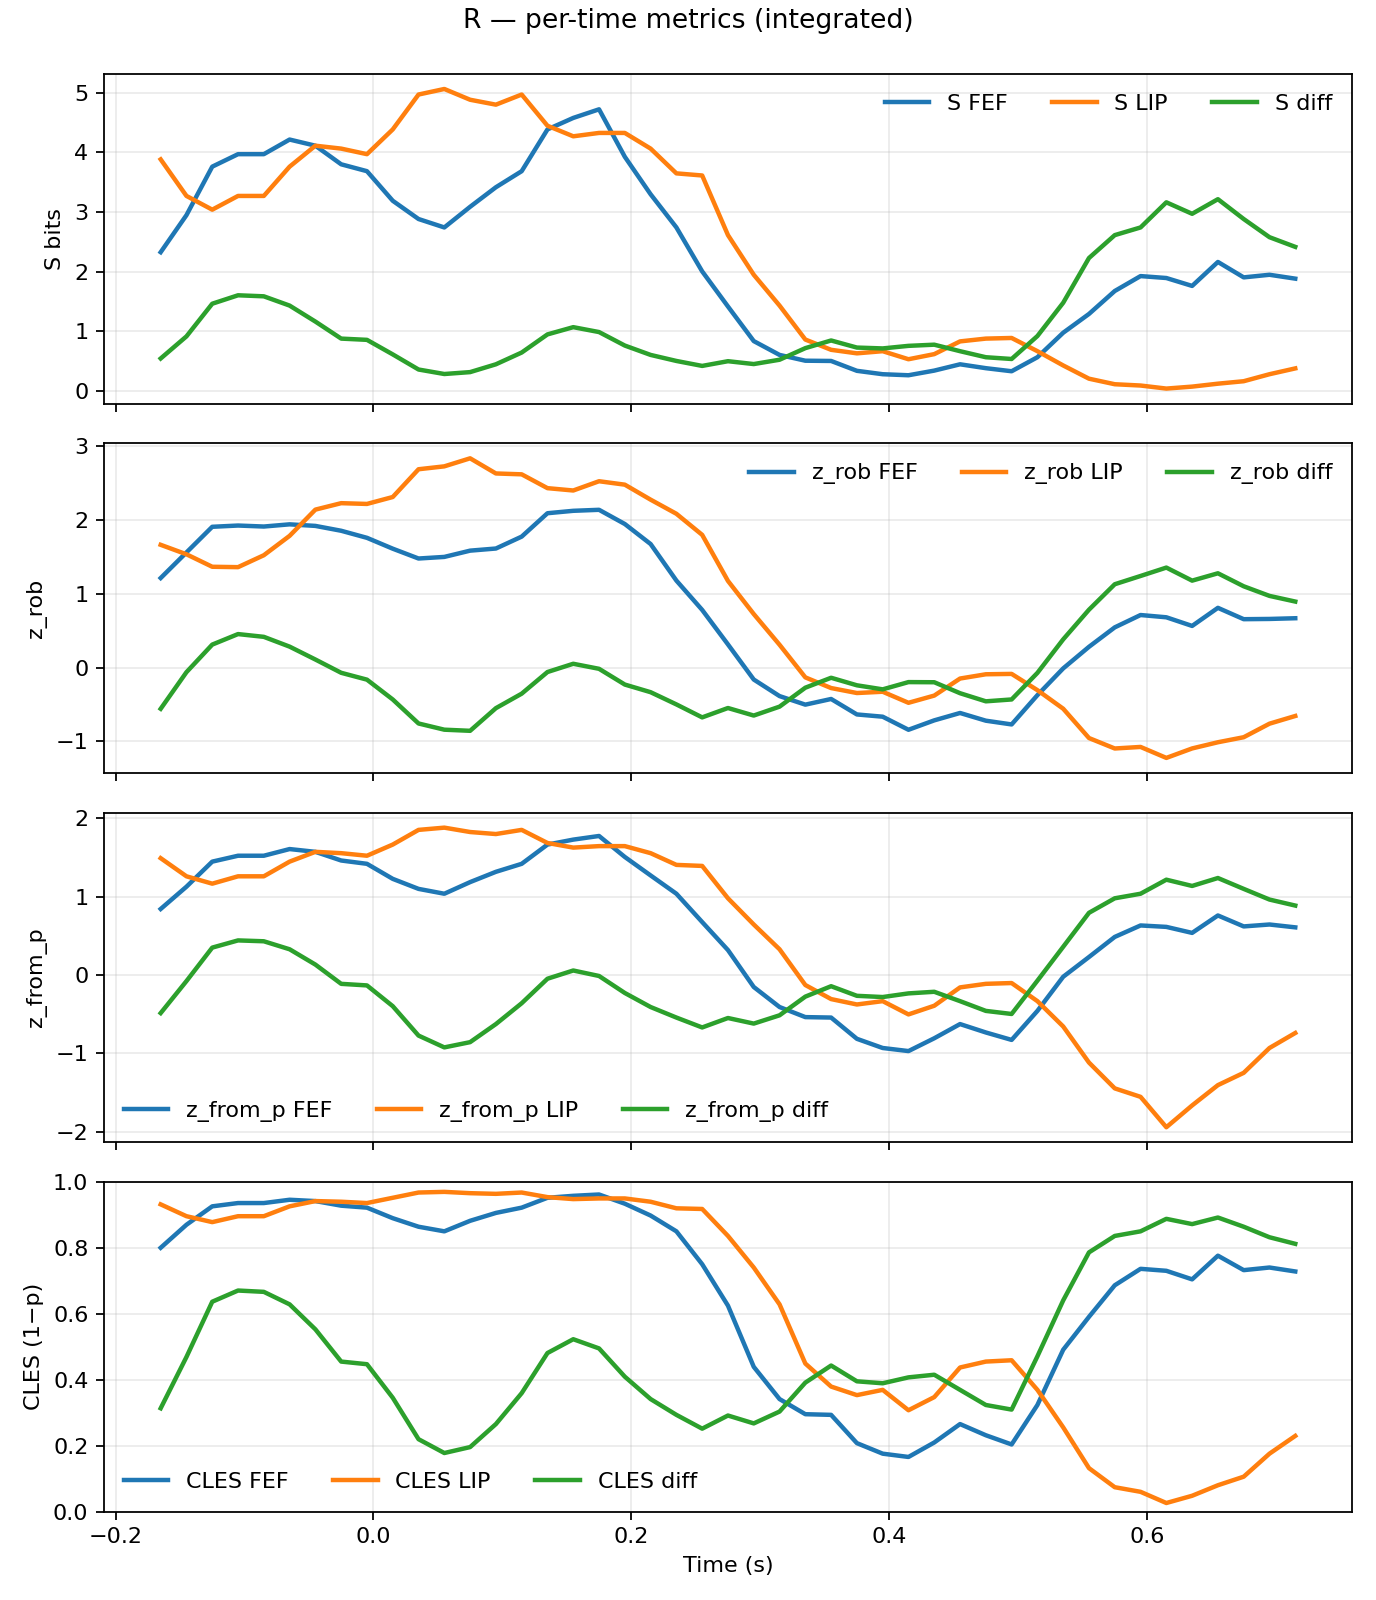 R — per-time metrics (integrated)
S bits
5
4
3
2
1
0
S FEF
S LIP
S diff
z_rob
3
2
1
0
−1
z_rob FEF
z_rob LIP
z_rob diff
z_from_p
2
1
0
−1
−2
z_from_p FEF
z_from_p LIP
z_from_p diff
CLES (1−p)
1.0
0.8
0.6
0.4
0.2
0.0
CLES FEF
CLES LIP
CLES diff
−0.2
0.0
0.2
0.4
0.6
Time (s)